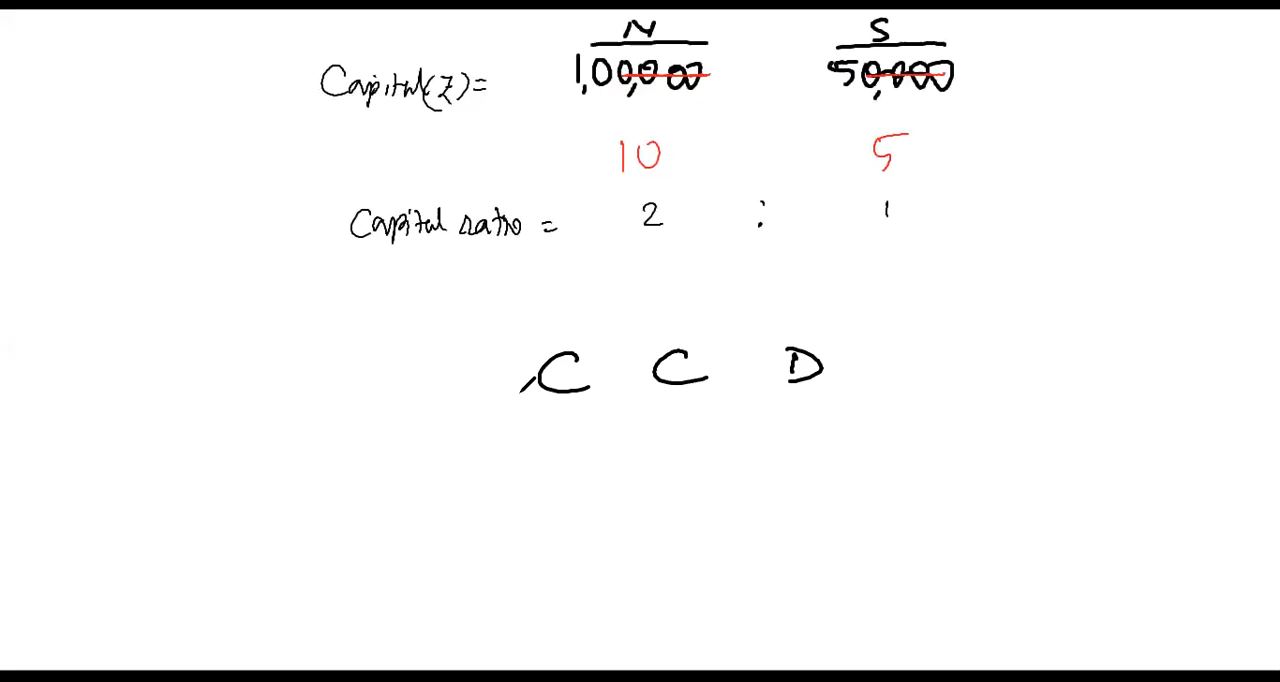 N S
Capital(₹)= 1,00,000 50,000
10 5
Capital ratio = 2 : 1
C C D